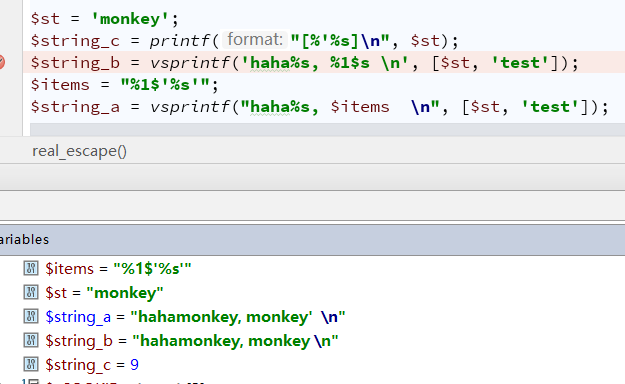 $st = 'monkey';
$string_c = printf( format: "[%'%s]\n", $st);
$string_b = vsprintf('haha%s, %1$s \n', [$st, 'test']);
$items = "%1$'%s'";
$string_a = vsprintf("haha%s, $items  \n", [$st, 'test']);
real_escape()
ariables
$items = "%1$'%s'"
$st = "monkey"
$string_a = "hahamonkey, monkey'  \n"
$string_b = "hahamonkey, monkey \n"
$string_c = 9